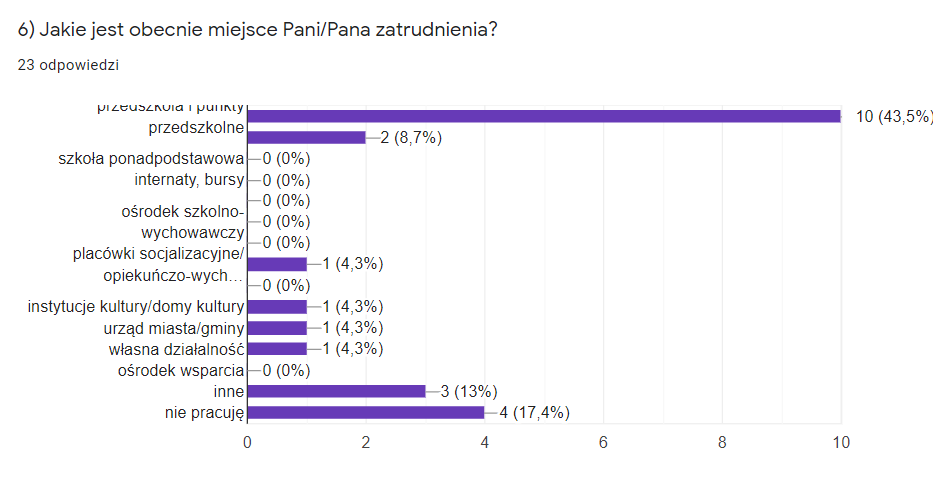 6) Jakie jest obecnie miejsce Pani/Pana zatrudnienia?
23 odpowiedzi
przedszkola i punkty
10 (43,5%)
przedszkolne
2 (8,7%)
szkoła ponadpodstawowa
0 (0%)
internaty, bursy
0 (0%)
0 (0%)
ośrodek szkolno-
0 (0%)
wychowawczy
0 (0%)
placówki socjalizacyjne/
1 (4,3%)
opiekuńczo-wych…
0 (0%)
instytucje kultury/domy kultury
1 (4,3%)
urząd miasta/gminy
1 (4,3%)
własna działalność
1 (4,3%)
ośrodek wsparcia
0 (0%)
inne
3 (13%)
nie pracuję
4 (17,4%)
0 2 4 6 8 10